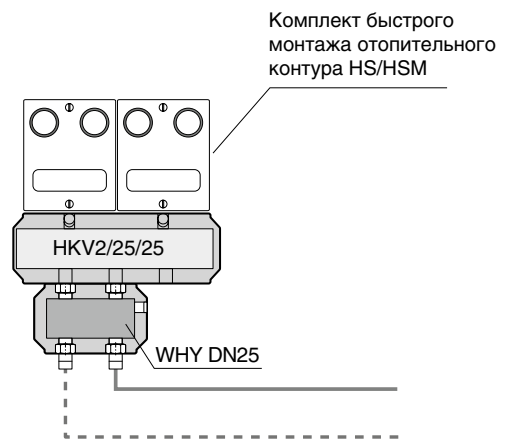 Комплект быстрого
монтажа отопительного
контура HS/HSM
HKV2/25/25
WHY DN25